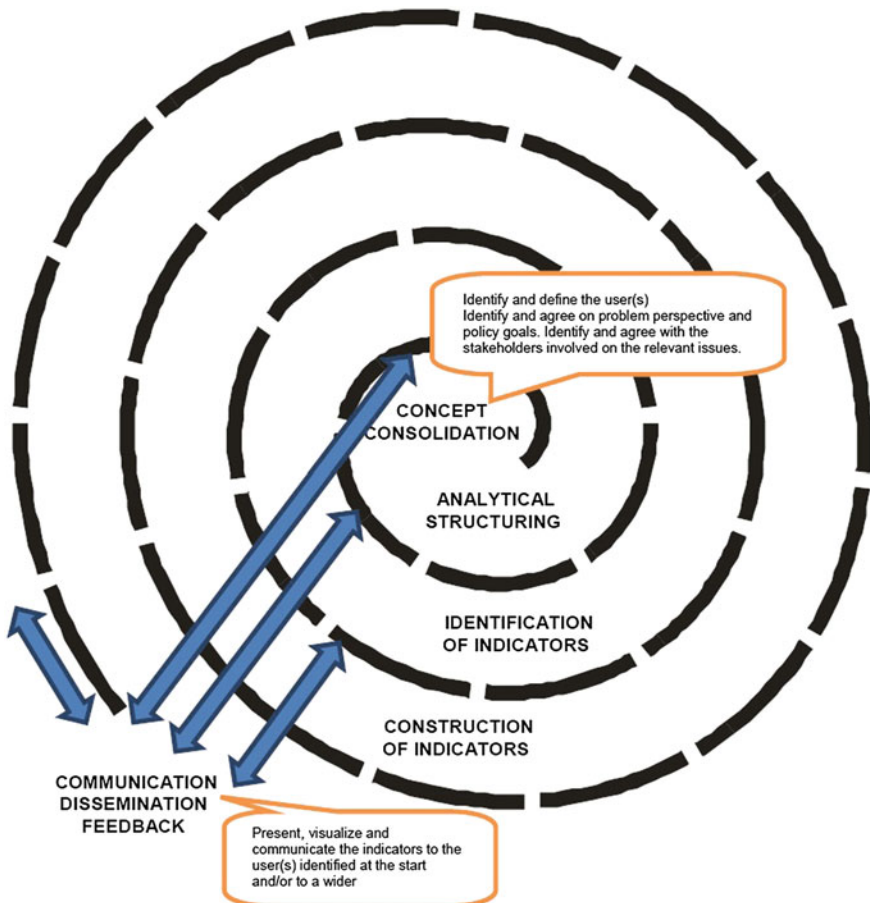 Identify and define the user(s)
Identify and agree on problem perspective and
policy goals. Identify and agree with the
stakeholders involved on the relevant issues.
CONCEPT
CONSOLIDATION
ANALYTICAL
STRUCTURING
IDENTIFICATION
OF INDICATORS
CONSTRUCTION
OF INDICATORS
COMMUNICATION
DISSEMINATION
FEEDBACK
Present, visualize and
communicate the indicators to the
user(s) identified at the start
and/or to a wider